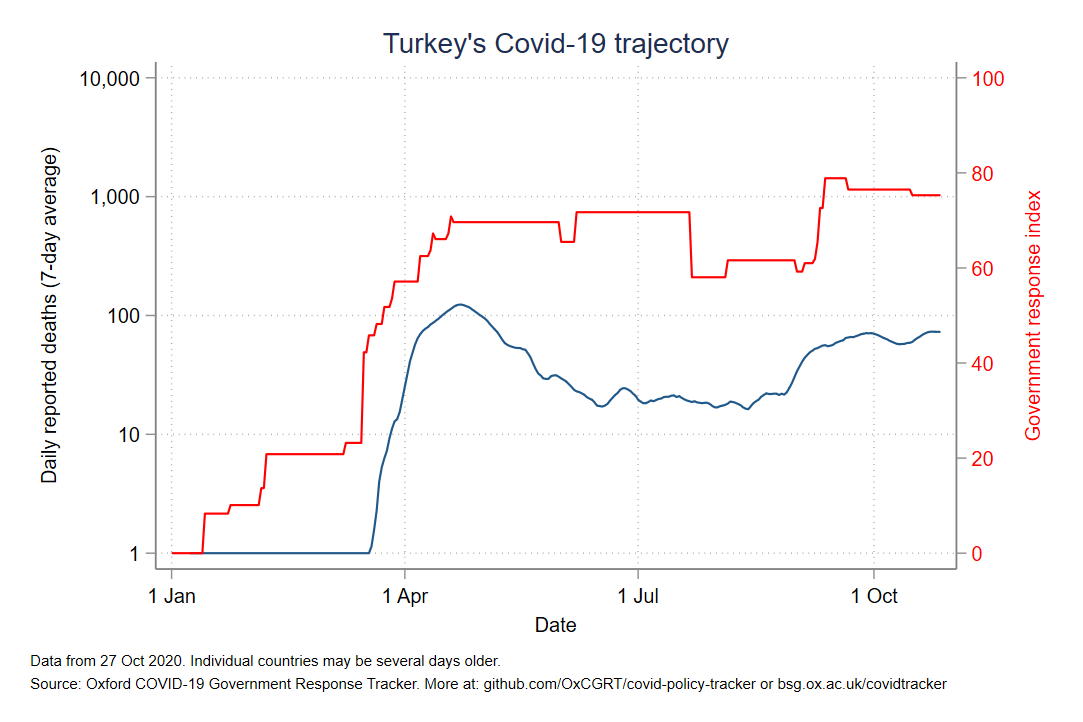 Turkey's Covid-19 trajectory
10,000
1,000
100
10
1
Daily reported deaths (7-day average)
100
80
60
40
20
0
Government response index
1 Jan
1 Apr
1 Jul
1 Oct
Date
Data from 27 Oct 2020. Individual countries may be several days older.
Source: Oxford COVID-19 Government Response Tracker. More at: github.com/OxCGRT/covid-policy-tracker or bsg.ox.ac.uk/covidtracker